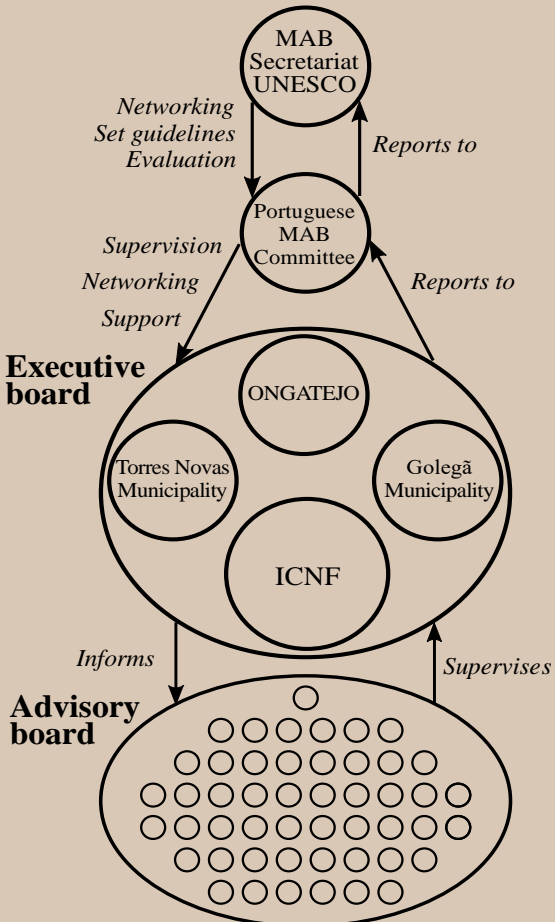 MAB
Secretariat
UNESCO
Networking
Set guidelines
Evaluation
Reports to
Portuguese
MAB
Committee
Supervision
Networking
Support
Reports to
Executive
board
ONGATEJO
Torres Novas
Municipality
Golegã
Municipality
ICNF
Informs
Supervises
Advisory
board